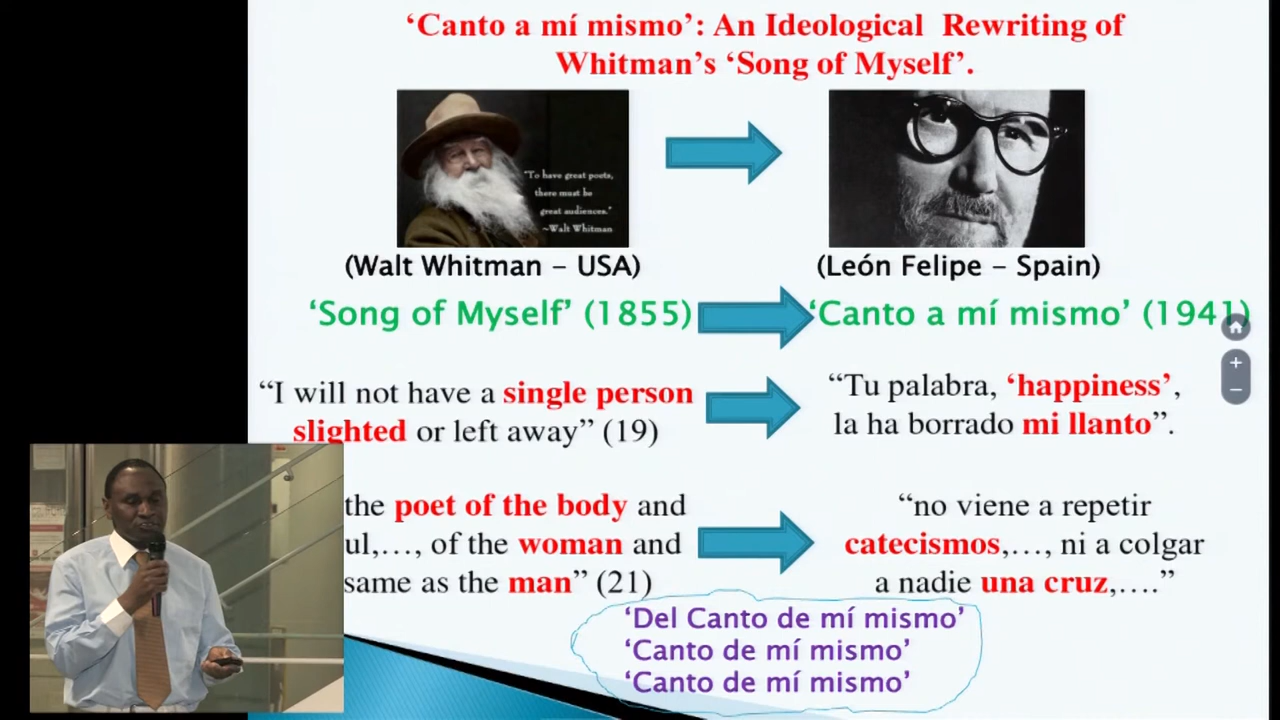 ‘Canto a mí mismo’: An Ideological Rewriting of
Whitman’s ‘Song of Myself’.
“To have great poets,
there must be
great audiences.”
~Walt Whitman
(Walt Whitman – USA)
(León Felipe – Spain)
‘Song of Myself’ (1855)
‘Canto a mí mismo’ (1941)
“I will not have a single person
slighted or left away” (19)
“Tu palabra, ‘happiness’,
la ha borrado mi llanto”.
the poet of the body and
ul,…, of the woman and
same as the man” (21)
“no viene a repetir
catecismos,…, ni a colgar
a nadie una cruz,….”
‘Del Canto de mí mismo’
‘Canto de mí mismo’
‘Canto de mí mismo’